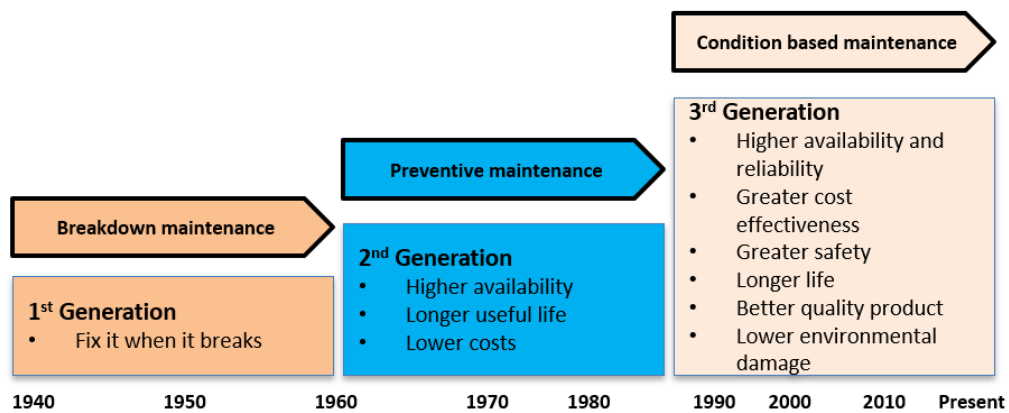 Condition based maintenance
3rd Generation
• Higher availability and
reliability
• Greater cost
effectiveness
• Greater safety
• Longer life
• Better quality product
• Lower environmental
damage
Preventive maintenance
2nd Generation
• Higher availability
• Longer useful life
• Lower costs
Breakdown maintenance
1st Generation
• Fix it when it breaks
1940 1950 1960 1970 1980 1990 2000 2010 Present